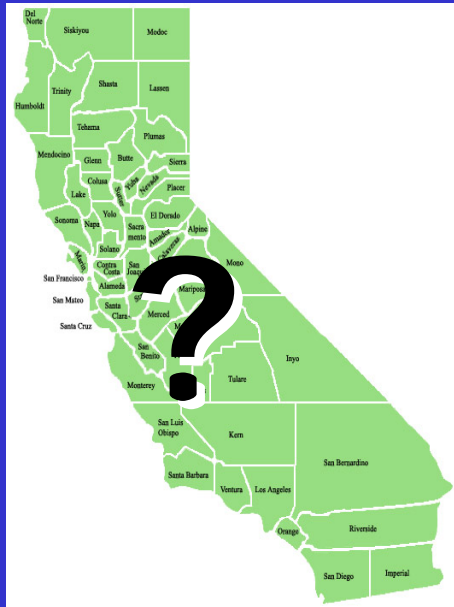 Del
Norte
Siskiyou
Modoc
Humboldt
Trinity
Shasta
Lassen
Tehama
Plumas
Mendocino
Glenn
Butte
Sierra
Colusa
Sutter
Yuba
Nevada
Lake
Placer
Sonoma
Napa
Yolo
Sacra
mento
El Dorado
Alpine
Amador
Solano
Calaveras
Marin
Contra
Costa
San
Joaq
Mono
San Francisco
Alameda
Mariposa
San Mateo
Santa
Clara
Merced
Santa Cruz
San
Benito
Inyo
Monterey
Tulare
?
San Luis
Obispo
Kern
San Bernardino
Santa Barbara
Ventura
Los Angeles
Orange
Riverside
San Diego
Imperial